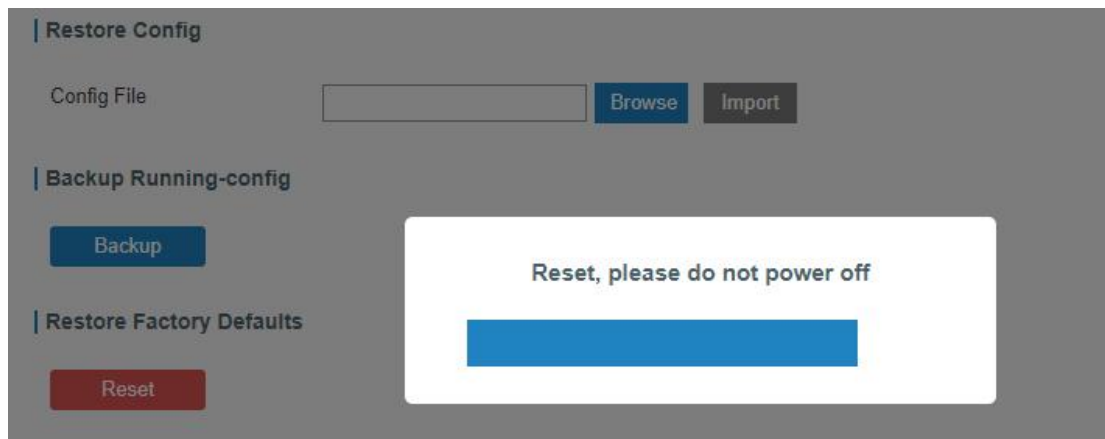 Restore Config
Config File
Browse Import
Backup Running-config
Backup
Reset, please do not power off
Restore Factory Defaults
Reset